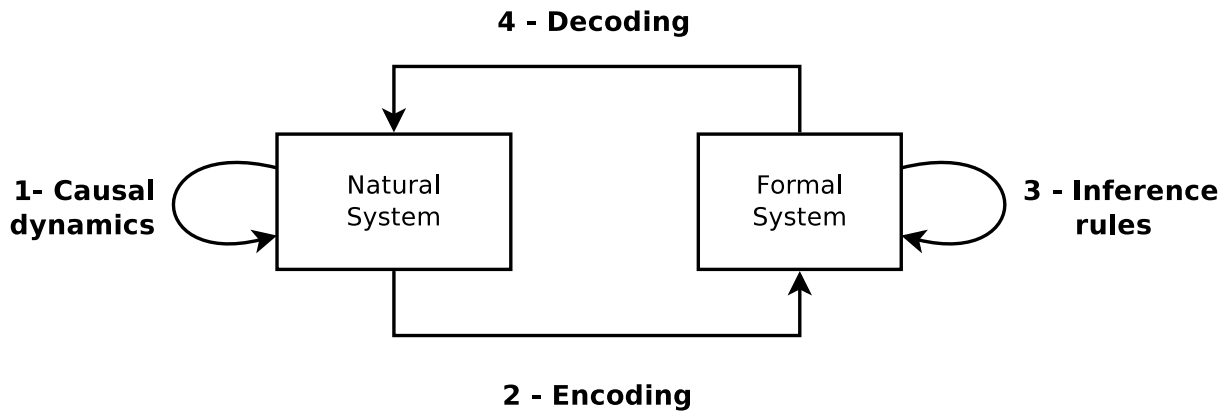 4 - Decoding
Natural
System
Formal
System
1- Causal
dynamics
3 - Inference
rules
2 - Encoding